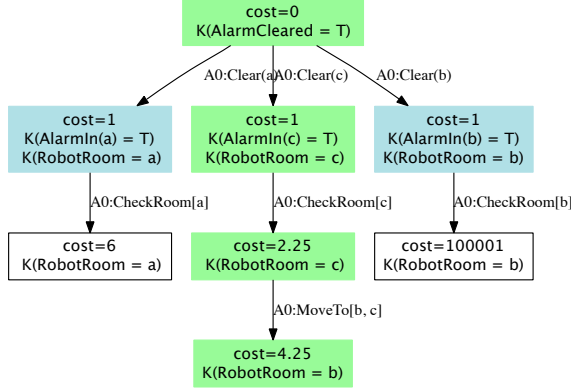 cost=0
K(AlarmCleared = T)
A0:Clear(a)
A0:Clear(c)
A0:Clear(b)
cost=1
K(AlarmIn(a) = T)
K(RobotRoom = a)
cost=1
K(AlarmIn(c) = T)
K(RobotRoom = c)
cost=1
K(AlarmIn(b) = T)
K(RobotRoom = b)
A0:CheckRoom[a]
A0:CheckRoom[c]
A0:CheckRoom[b]
cost=6
K(RobotRoom = a)
cost=2.25
K(RobotRoom = c)
cost=100001
K(RobotRoom = b)
A0:MoveTo[b, c]
cost=4.25
K(RobotRoom = b)